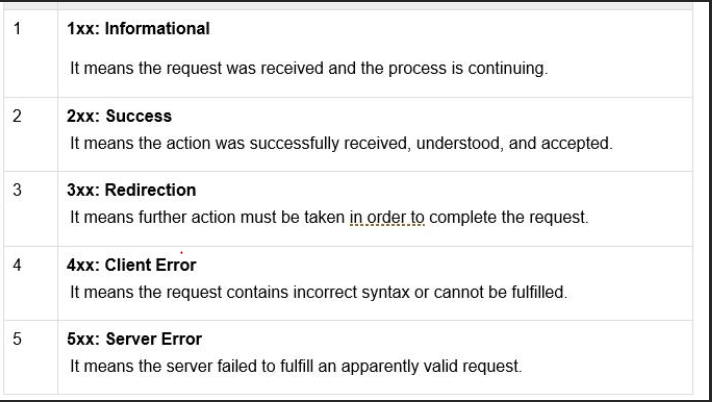 1
1xx: Informational
It means the request was received and the process is continuing.
2
2xx: Success
It means the action was successfully received, understood, and accepted.
3
3xx: Redirection
It means further action must be taken in order to complete the request.
4
4xx: Client Error
It means the request contains incorrect syntax or cannot be fulfilled.
5
5xx: Server Error
It means the server failed to fulfill an apparently valid request.